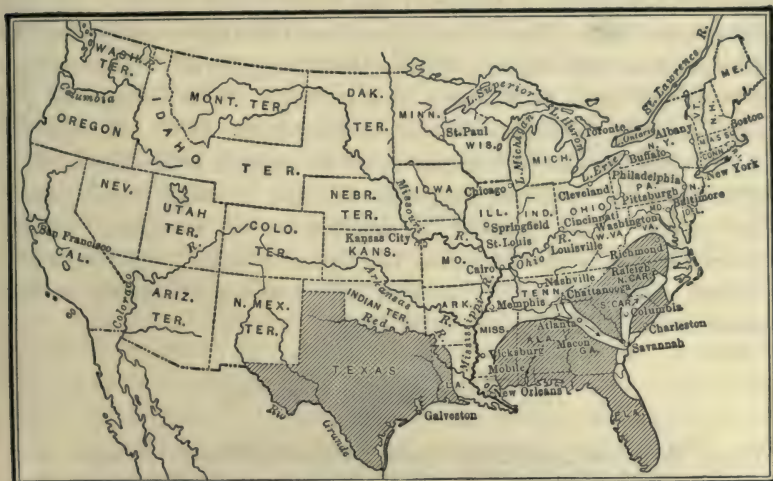 WASH.
TER.
Columbia
OREGON
IDAHO
TER.
MONT. TER.
DAK.
TER.
MINN.
St. Paul
WIS.
L. Superior
L. Michigan
L. Huron
MICH.
Toronto
L. Ontario
St. Lawrence R.
ME.
VT.
N.H.
Albany
Boston
MASS.
CONN.
N.Y.
Buffalo
New York
L. Erie
NEV.
UTAH
TER.
NEBR.
TER.
Missouri
R.
IOWA
Chicago
Cleveland
Philadelphia
PA.
Pittsburgh
N.J.
Baltimore
MD.
San Francisco
CAL.
COLO.
TER.
Kansas City
KANS.
ILL.
Springfield
IND.
OHIO
Cincinnati
Washington
W. VA.
VA.
St. Louis
Louisville
Ohio R.
Richmond
Colorado
R.
MO.
Cairo
Nashville
Raleigh
N. CAR.
ARIZ.
TER.
N. MEX.
TER.
Arkansas
R.
INDIAN TER.
Red
R.
ARK.
Mississippi R.
TENN.
Memphis
Chattanooga
S. CAR.
Columbia
Atlanta
Charleston
MISS.
ALA.
Macon
GA.
Savannah
TEXAS
Vicksburg
Mobile
LA.
New Orleans
FLA.
Rio
Grande
Galveston